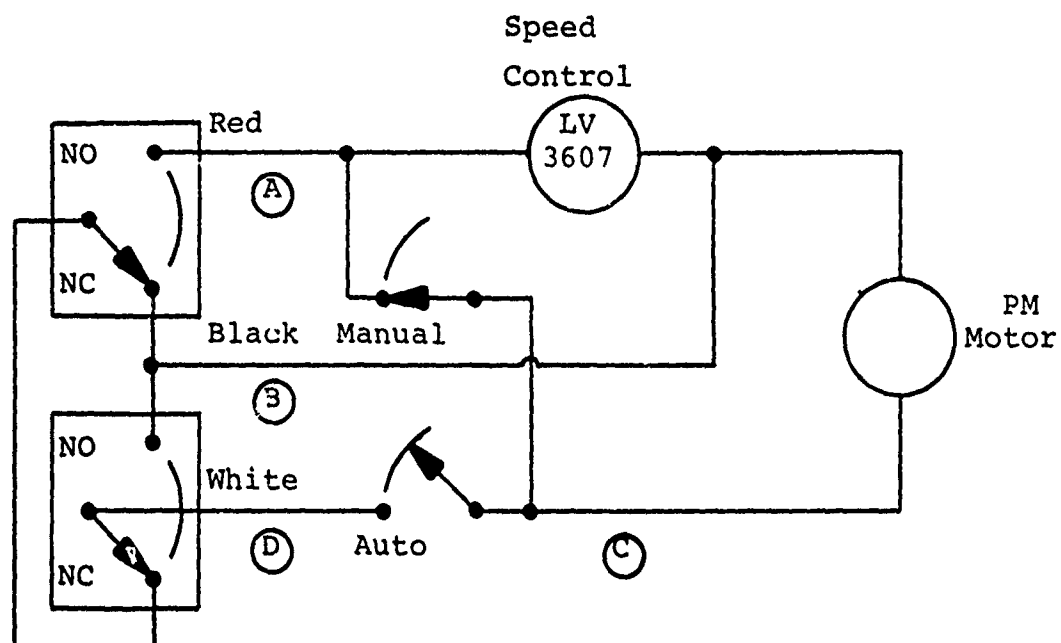 Speed
Control
LV
3607
Red
NO
A
NC
Black
Manual
PM
Motor
B
NO
White
D
Auto
C
NC